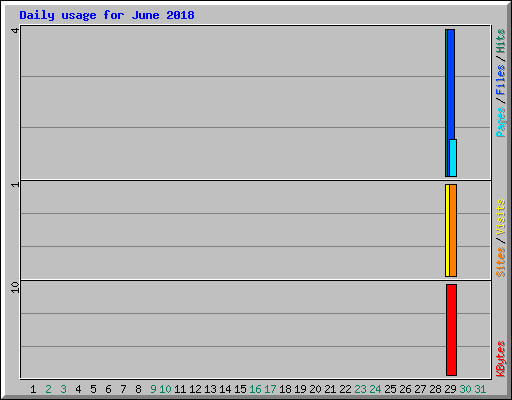 Daily usage for June 2018
4
1
10
Pages/Files/Hits
Sites/Visits
KBytes
1 2 3 4 5 6 7 8 9 10 11 12 13 14 15 16 17 18 19 20 21 22 23 24 25 26 27 28 29 30 31